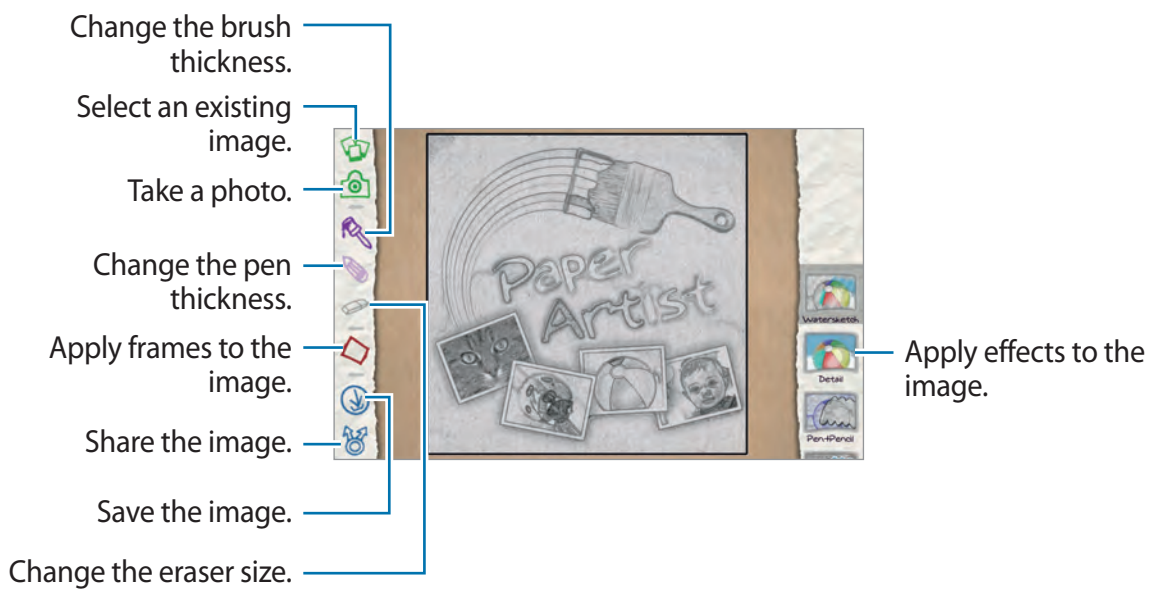 Change the brush
thickness.
Select an existing
image.
Take a photo.
Change the pen
thickness.
Apply frames to the
image.
Share the image.
Save the image.
Change the eraser size.
Paper
Artist
Watersketch
Detail
Pen+Pencil
Apply effects to the
image.